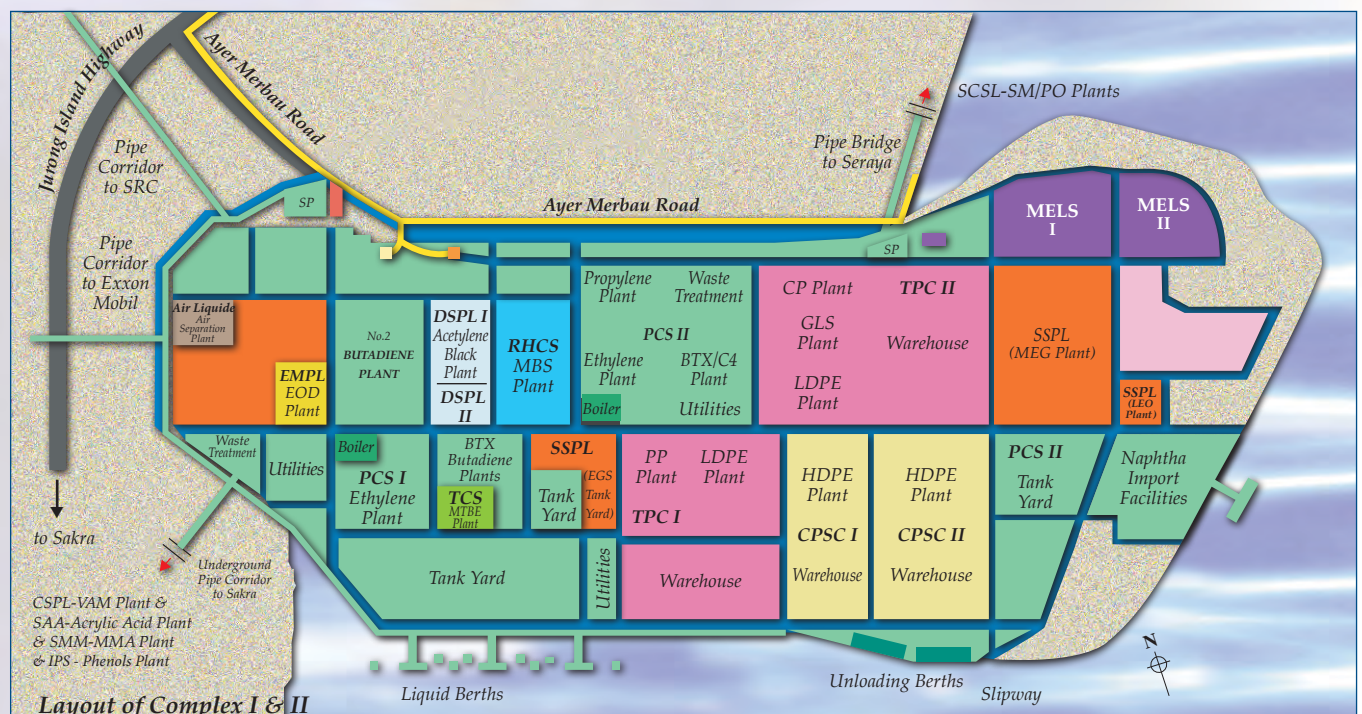 Jurong Island Highway
Ayer Merbau Road
Pipe
Corridor
to SRC
Pipe
Corridor
to Exxon
Mobil
SP
Ayer Merbau Road
Pipe Bridge
to Seraya
SCSL-SM/PO Plants
SP
MELS
I
MELS
II
Air Liquide
Air
Separation
Plant
EMPL
EOD
Plant
No.2
BUTADIENE
PLANT
DSPL I
Acetylene
Black
Plant
DSPL
II
RHCS
MBS
Plant
Propylene
Plant
Waste
Treatment
PCS II
Ethylene
Plant
BTX/C4
Plant
Boiler
Utilities
CP Plant
TPC II
GLS
Plant
Warehouse
LDPE
Plant
SSPL
(MEG Plant)
SSPL
(LEO
Plant)
Waste
Treatment
Utilities
Boiler
PCS I
Ethylene
Plant
BTX
Butadiene
Plants
TCS
MTBE
Plant
SSPL
(EGS
Tank
Yard)
Tank
Yard
PP
Plant
LDPE
Plant
TPC I
HDPE
Plant
CPSC I
Warehouse
HDPE
Plant
CPSC II
Warehouse
PCS II
Tank
Yard
Naphtha
Import
Facilities
to Sakra
Underground
Pipe Corridor
to Sakra
Tank Yard
Utilities
Warehouse
CSPL-VAM Plant &
SAA-Acrylic Acid Plant
& SMM-MMA Plant
& IPS - Phenols Plant
Liquid Berths
Unloading Berths
Slipway
N
Layout of Complex I & II